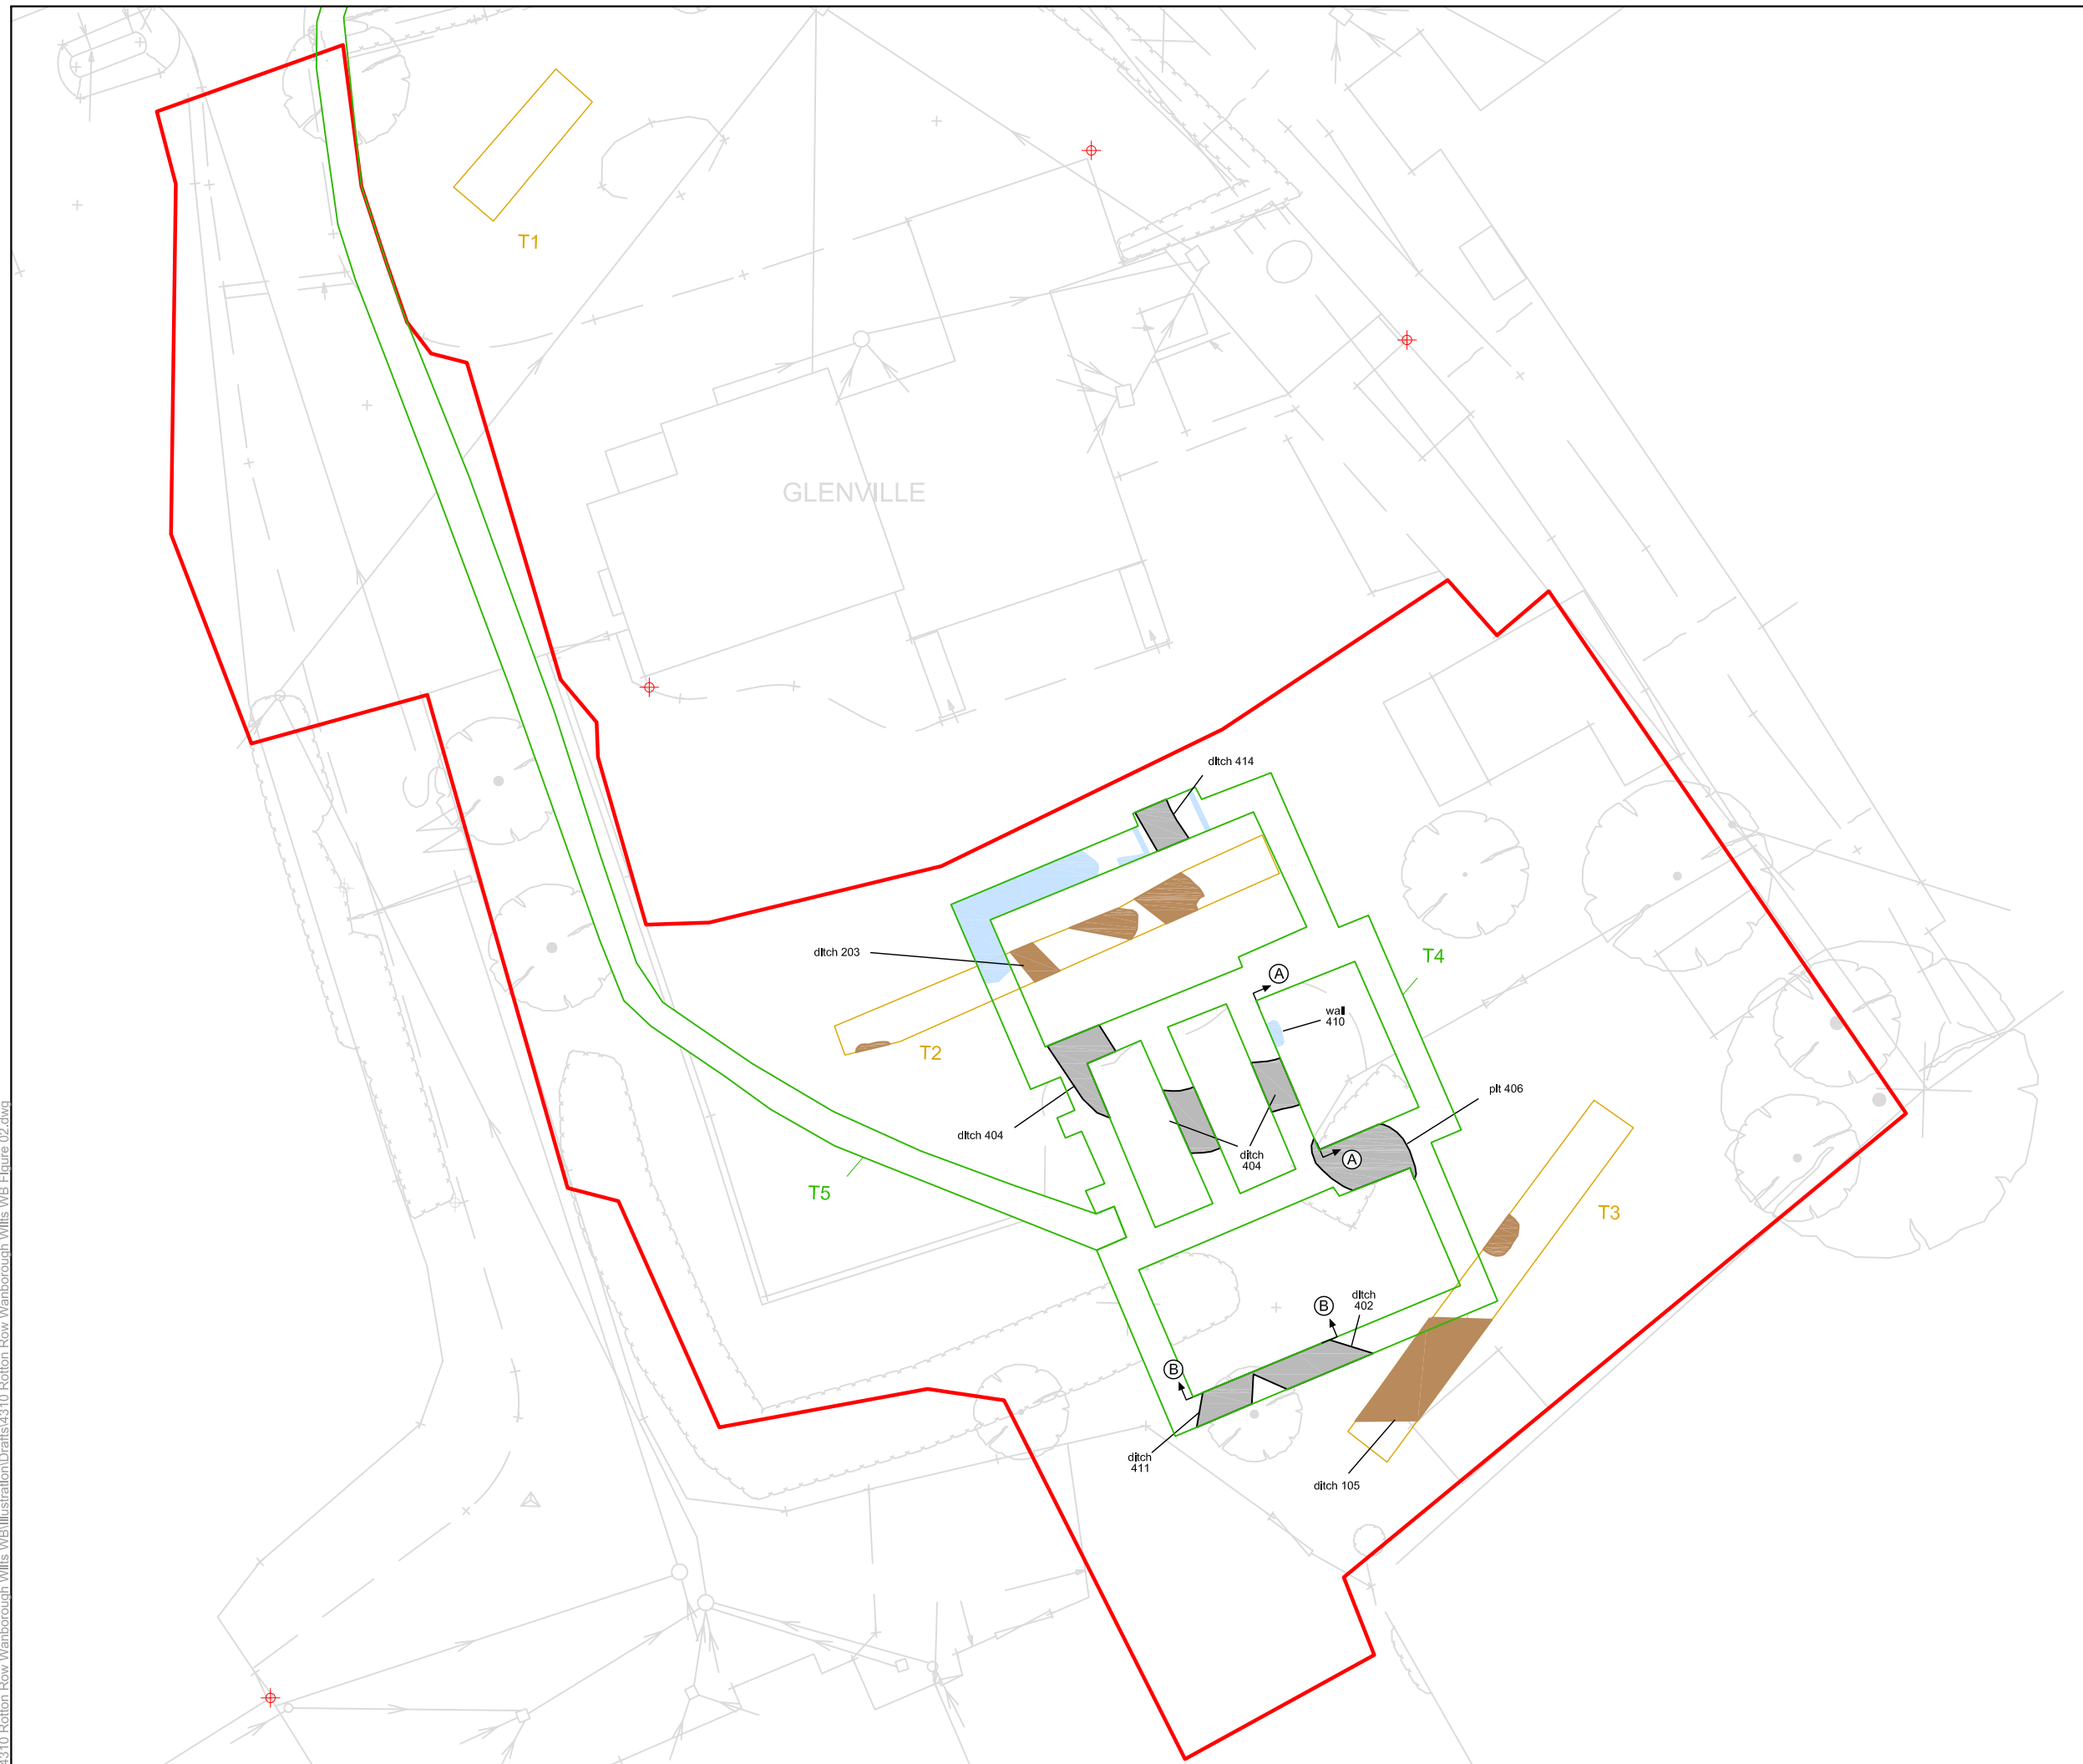 T1
GLENVILLE
ditch 414
ditch 203
T4
A
wall
410
T2
pit 406
ditch 404
ditch
404
A
T5
T3
B
ditch
402
B
ditch
411
ditch 105
4310 Rotton Row Wanborough Wilts WB\Illustration\Drafts\4310 Rotton Row Wanborough Wilts WB Figure 02.dwg